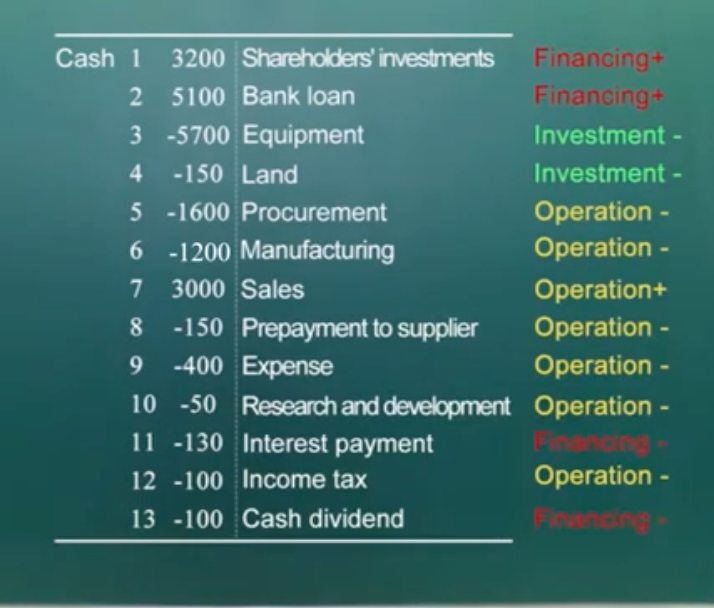 Cash 1 3200 Shareholders' investments Financing+
2 5100 Bank loan Financing+
3 -5700 Equipment Investment -
4 -150 Land Investment -
5 -1600 Procurement Operation -
6 -1200 Manufacturing Operation -
7 3000 Sales Operation+
8 -150 Prepayment to supplier Operation -
9 -400 Expense Operation -
10 -50 Research and development Operation -
11 -130 Interest payment Financing -
12 -100 Income tax Operation -
13 -100 Cash dividend Financing -